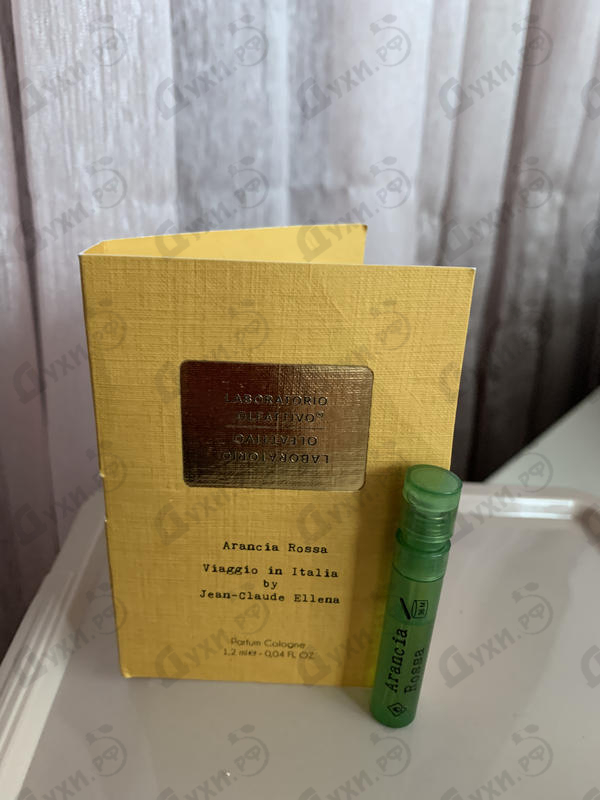 LABORATORIO
OLFATTIVO®
OLFATTIVO
LABORATORIO
Arancia Rossa
Viaggio in Italia
by
Jean-Claude Ellena
Parfum Cologne
1,2 ml e - 0,04 FL OZ
Arancia
Rossa
36 M
ДУХИ.РФ